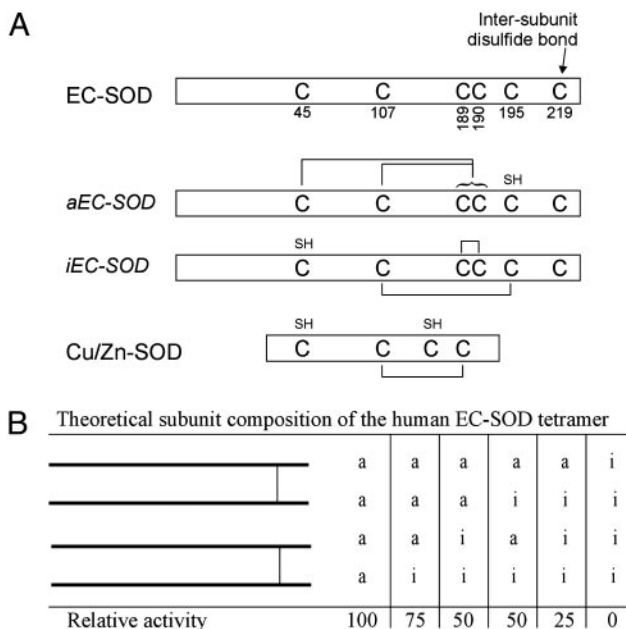 A
Inter-subunit
disulfide bond
EC-SOD C C CC C C
45 107 189 190 195 219
SH
aEC-SOD C C CC C C
SH
iEC-SOD C C CC C C
SH SH
Cu/Zn-SOD C C C C
B Theoretical subunit composition of the human EC-SOD tetramer
a a a a a i
a a a i i i
a a i a i i
a i i i i i
Relative activity 100 75 50 50 25 0